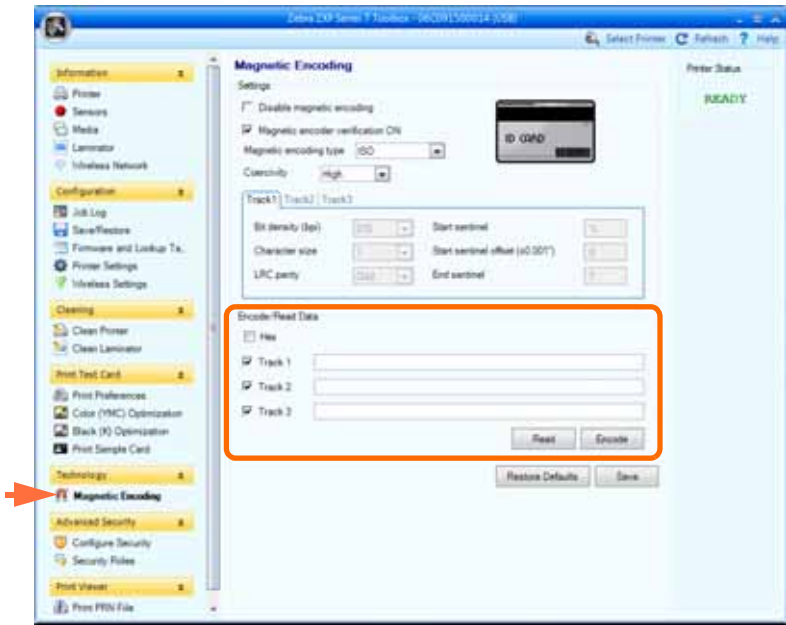 Zebra ZXP Series 7 Toolbox - 06C091500014 (USB)
Select Printer Refresh ? Help
Information
Printer
Sensors
Media
Laminator
Wireless Network
Configuration
Job Log
Save/Restore
Firmware and Lookup Ta..
Printer Settings
Wireless Settings
Cleaning
Clean Printer
Clean Laminator
Print Test Card
Print Preferences
Color (YMC) Optimization
Black (K) Optimization
Print Sample Card
Technology
Magnetic Encoding
Advanced Security
Configure Security
Security Roles
Print Viewer
Print PRN File
Magnetic Encoding
Settings
Disable magnetic encoding
Magnetic encoder verification ON
Magnetic encoding type ISO
Coercivity High
ID CARD
Track1 Track2 Track3
Bit density (bpi) Start sentinel
Character size Start sentinel offset (±0.001")
LRC parity End sentinel
Encode/Read Data
Hex
Track 1
Track 2
Track 3
Read Encode
Restore Defaults Save
Printer Status
READY